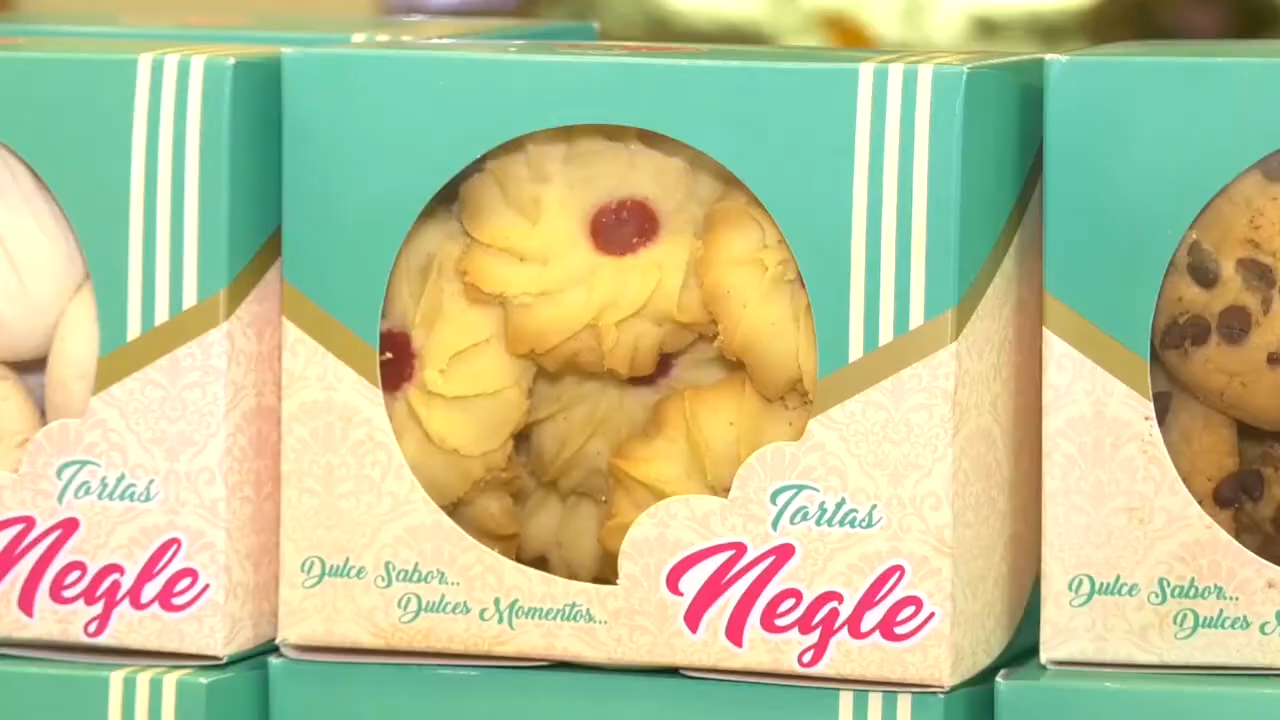 Tortas
Negle
Dulce Sabor...
Dulces Momentos...
Tortas
Negle
Dulce Sabor...
Dulces